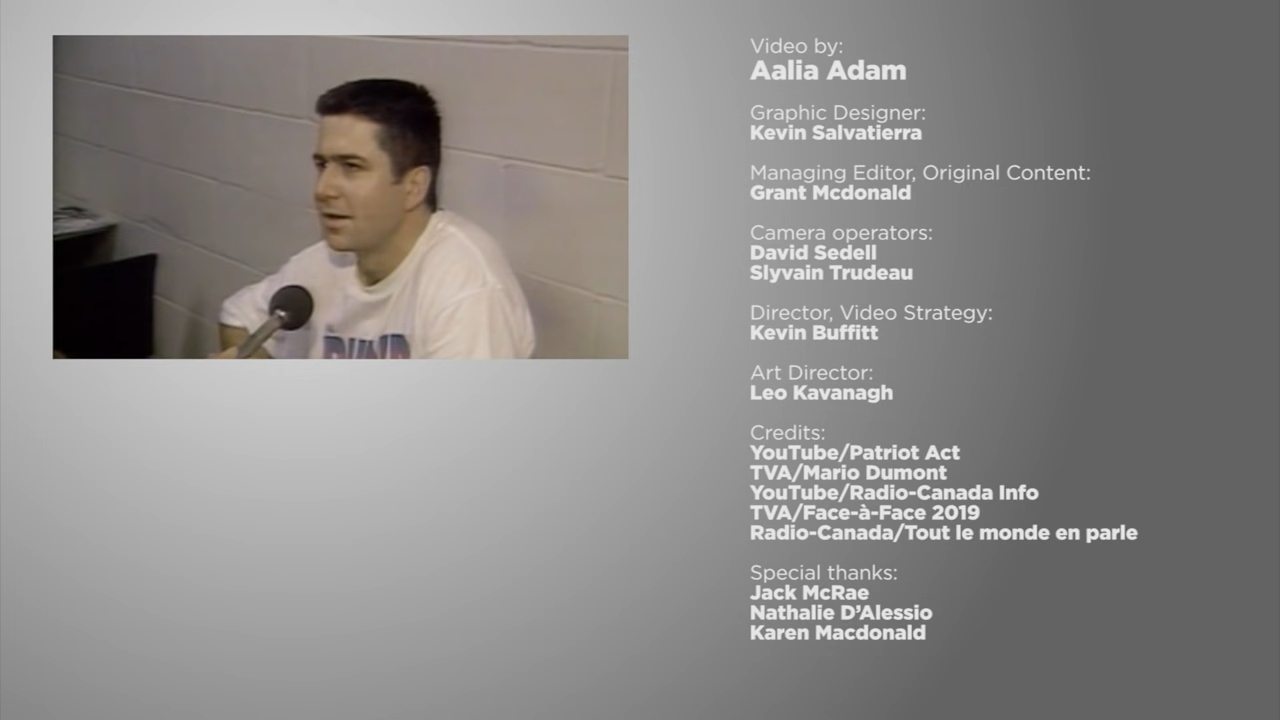 Video by:
Aalia Adam
Graphic Designer:
Kevin Salvatierra
Managing Editor, Original Content:
Grant Mcdonald
Camera operators:
David Sedell
Slyvain Trudeau
Director, Video Strategy:
Kevin Buffitt
Art Director:
Leo Kavanagh
Credits:
YouTube/Patriot Act
TVA/Mario Dumont
YouTube/Radio-Canada Info
TVA/Face-à-Face 2019
Radio-Canada/Tout le monde en parle
Special thanks:
Jack McRae
Nathalie D’Alessio
Karen Macdonald